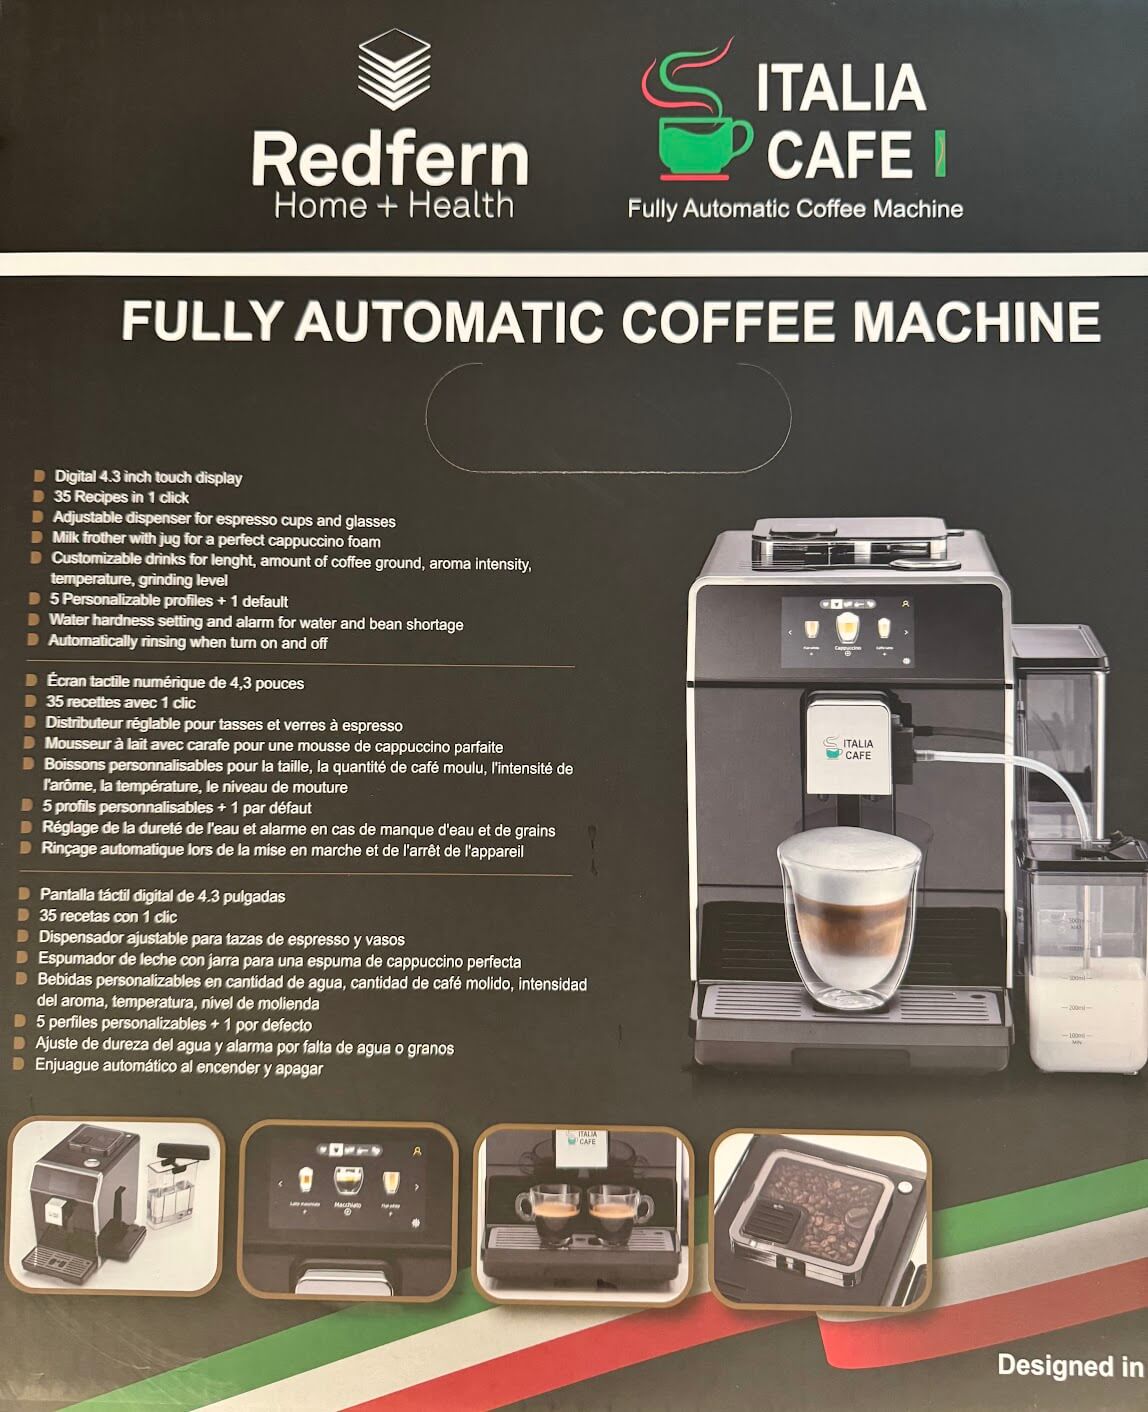 Redfern
Home + Health
ITALIA
CAFE
Fully Automatic Coffee Machine
FULLY AUTOMATIC COFFEE MACHINE
Digital 4.3 inch touch display
35 Recipes in 1 click
Adjustable dispenser for espresso cups and glasses
Milk frother with jug for a perfect cappuccino foam
Customizable drinks for lenght, amount of coffee ground, aroma intensity,
temperature, grinding level
5 Personalizable profiles + 1 default
Water hardness setting and alarm for water and bean shortage
Automatically rinsing when turn on and off
Écran tactile numérique de 4,3 pouces
35 recettes avec 1 clic
Distributeur réglable pour tasses et verres à espresso
Mousseur à lait avec carafe pour une mousse de cappuccino parfaite
Boissons personnalisables pour la taille, la quantité de café moulu, l'intensité de
l'arôme, la température, le niveau de mouture
5 profils personnalisables + 1 par défaut
Réglage de la dureté de l'eau et alarme en cas de manque d'eau et de grains
Rinçage automatique lors de la mise en marche et de l'arrêt de l'appareil
Pantalla táctil digital de 4.3 pulgadas
35 recetas con 1 clic
Dispensador ajustable para tazas de espresso y vasos
Espumador de leche con jarra para una espuma de cappuccino perfecta
Bebidas personalizables en cantidad de agua, cantidad de café molido, intensidad
del aroma, temperatura, nivel de molienda
5 perfiles personalizables + 1 por defecto
Ajuste de dureza del agua y alarma por falta de agua o granos
Enjuague automático al encender y apagar
Cappuccino
ITALIA
CAFE
300ml
200ml
100ml
MIN
Latte macchiato
Macchiato
Flat white
ITALIA
CAFE
Designed in